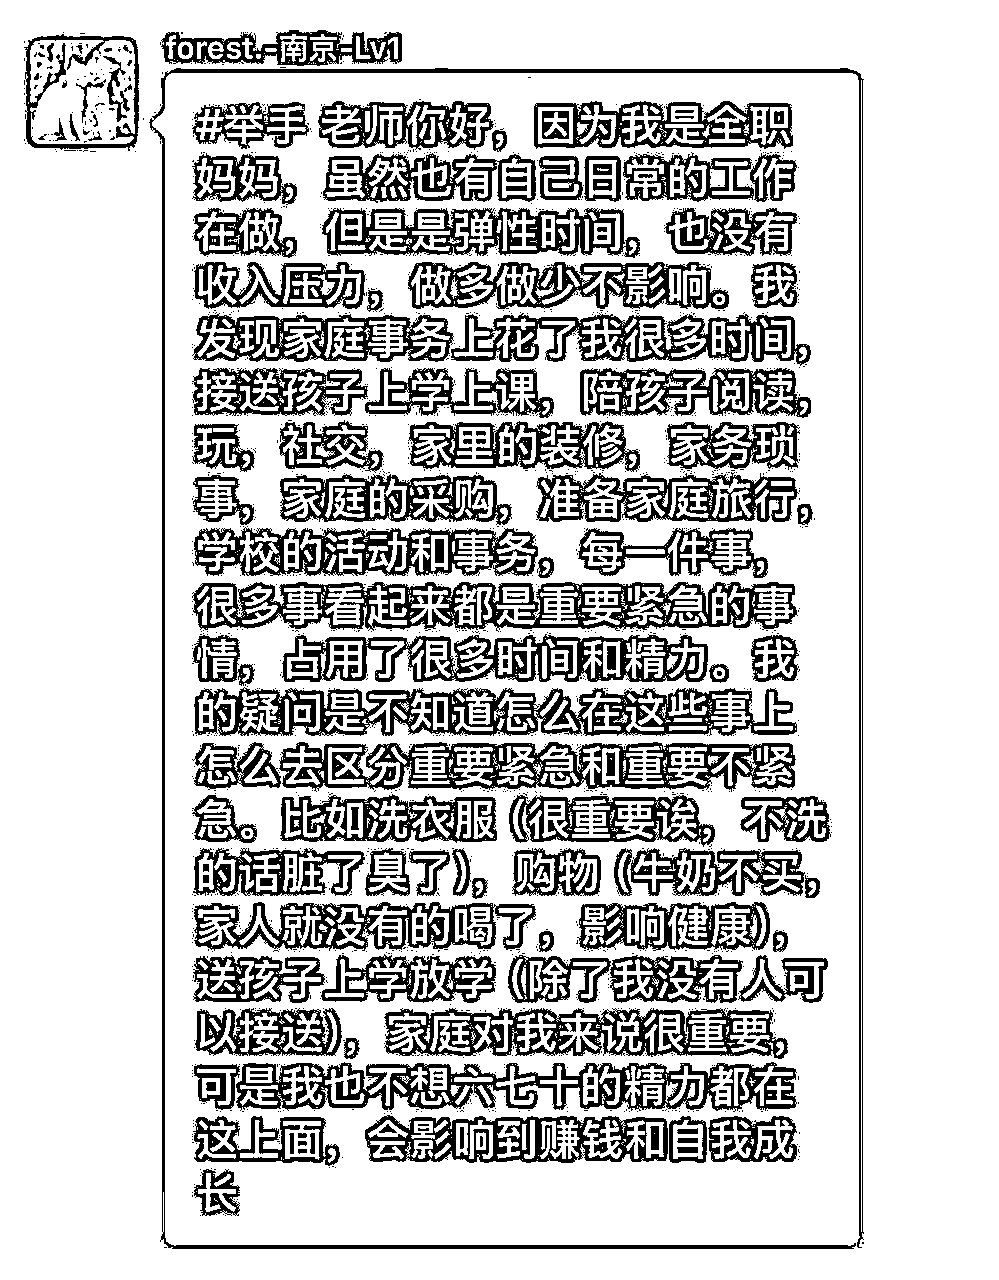 forest.-南京-Lv1
#举手 老师你好，因为我是全职
妈妈，虽然也有自己日常的工作
在做，但是是弹性时间，也没有
收入压力，做多做少不影响。我
发现家庭事务上花了我很多时间，
接送孩子上学上课，陪孩子阅读，
玩，社交，家里的装修，家务琐
事，家庭的采购，准备家庭旅行，
学校的活动和事务，每一件事，
很多事看起来都是重要紧急的事
情，占用了很多时间和精力。我
的疑问是不知道怎么在这些事上
怎么去区分重要紧急和重要不紧
急。比如洗衣服（很重要诶，不洗
的话脏了臭了），购物（牛奶不买，
家人就没有的喝了，影响健康），
送孩子上学放学（除了我没有人可
以接送），家庭对我来说很重要，
可是我也不想六七十的精力都在
这上面，会影响到赚钱和自我成
长